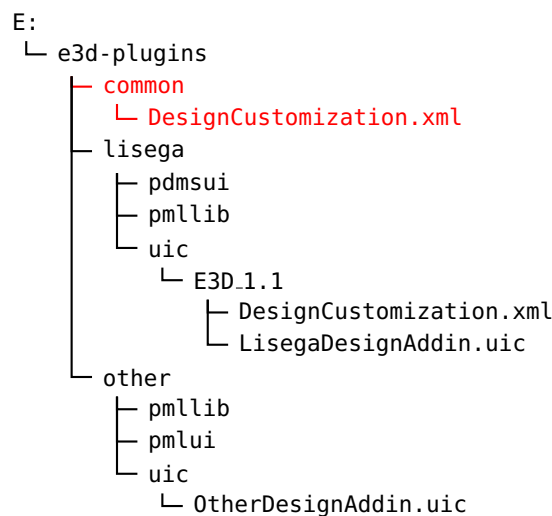 E:
e3d-plugins
common
DesignCustomization.xml
lisega
pdmsui
pmllib
uic
E3D_1.1
DesignCustomization.xml
LisegaDesignAddin.uic
other
pmllib
pmlui
uic
OtherDesignAddin.uic